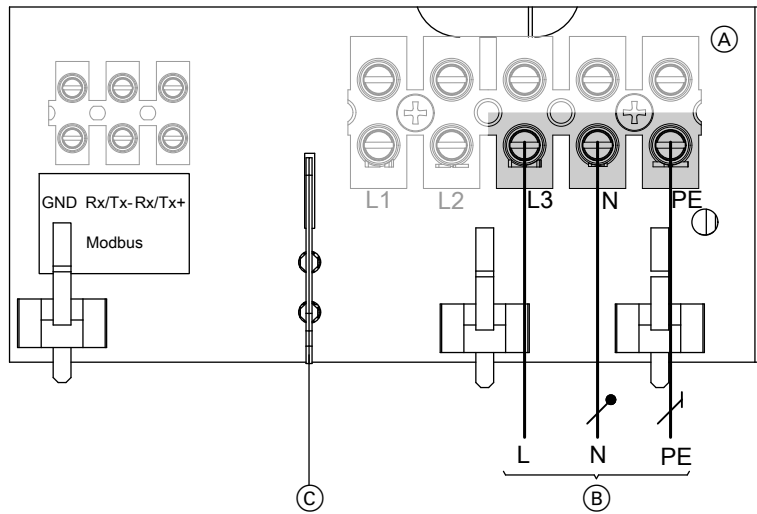 A
L1 L2 L3 N PE
GND Rx/Tx- Rx/Tx+
Modbus
L N PE
C B